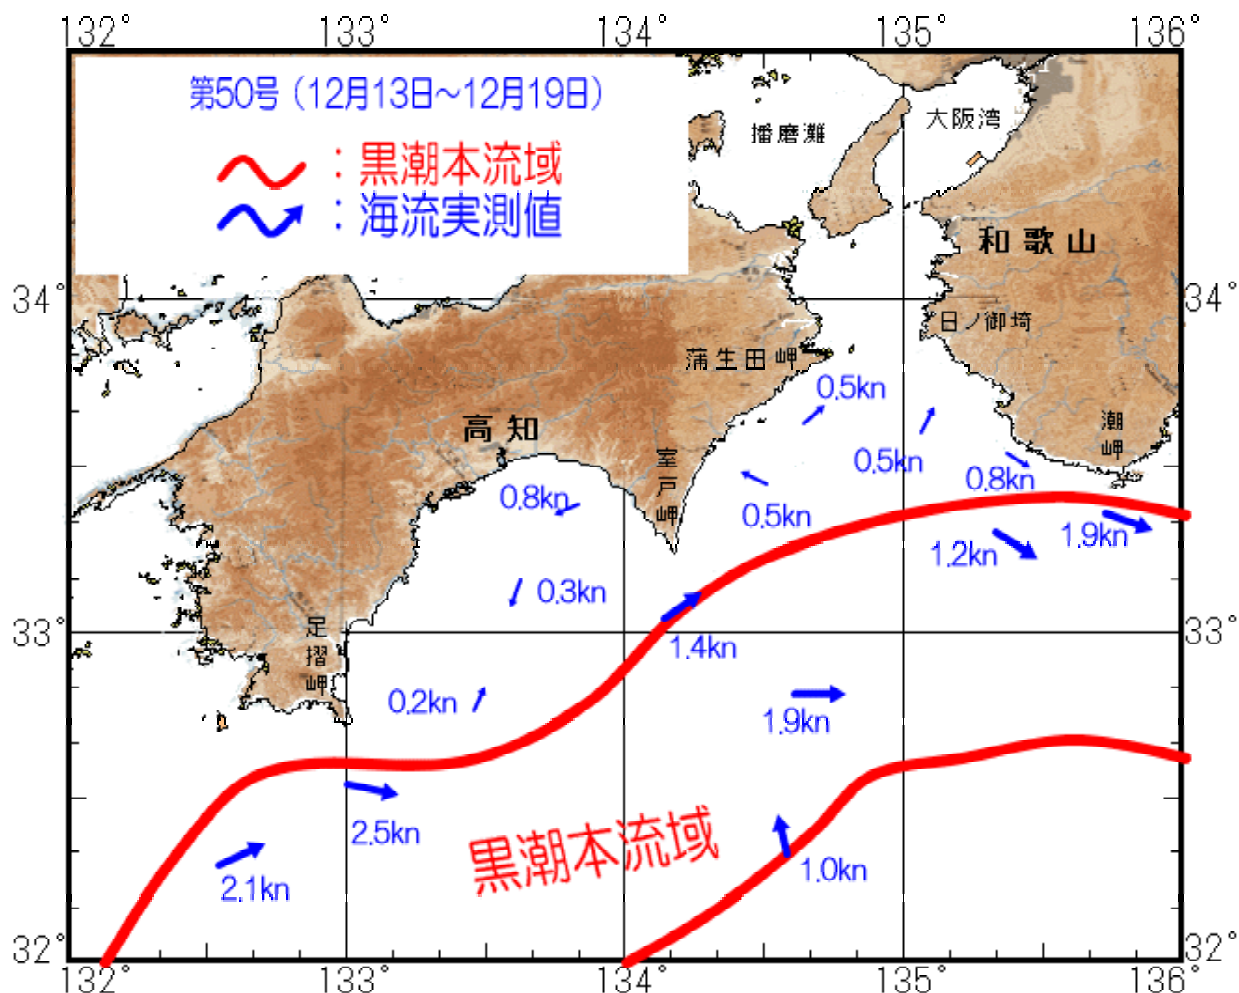 132° 133° 134° 135° 136°
第50号（12月13日～12月19日）
：黒潮本流域
：海流実測値
播磨灘
大阪湾
和歌山
34° 34°
日ノ御埼
蒲生田岬
0.5kn
高知
潮岬
室戸岬
0.5kn
0.8kn
0.8kn
0.5kn
1.9kn
1.2kn
0.3kn
33° 33°
足摺岬
1.4kn
0.2kn
1.9kn
2.5kn
黒潮本流域
1.0kn
2.1kn
32° 32°
132° 133° 134° 135° 136°